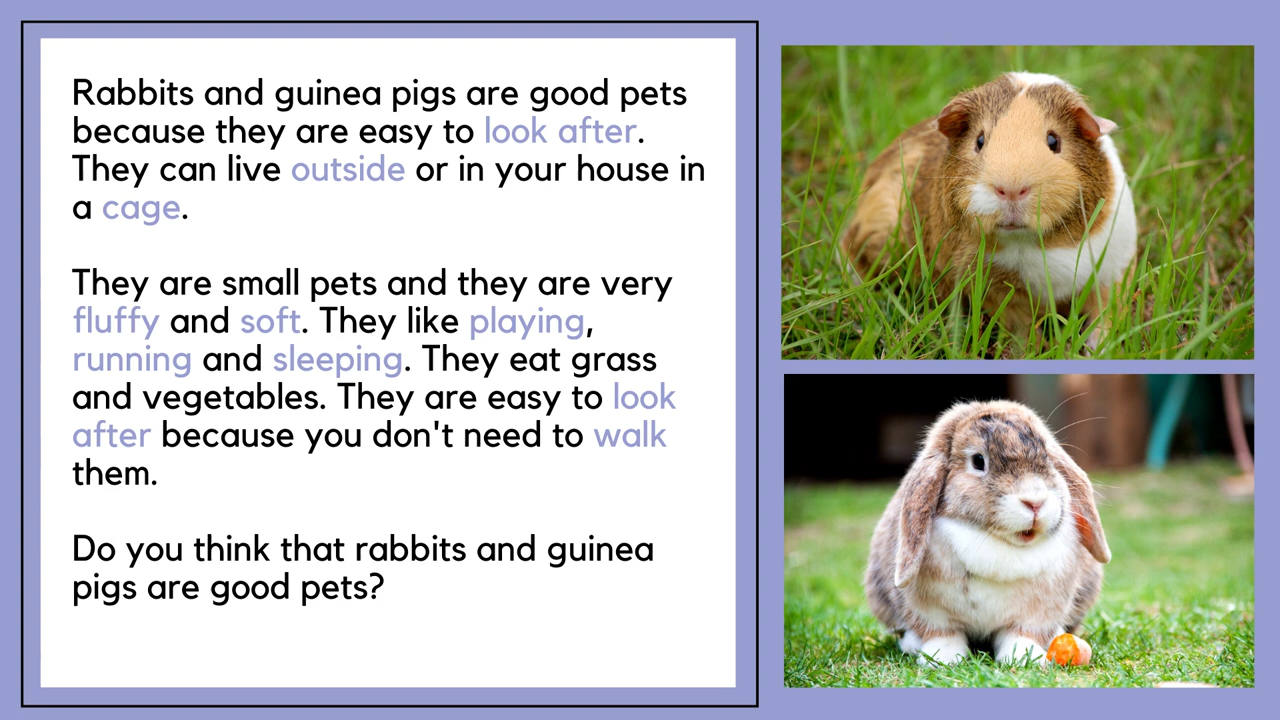 Rabbits and guinea pigs are good pets
because they are easy to look after.
They can live outside or in your house in
a cage.
They are small pets and they are very
fluffy and soft. They like playing,
running and sleeping. They eat grass
and vegetables. They are easy to look
after because you don't need to walk
them.
Do you think that rabbits and guinea
pigs are good pets?